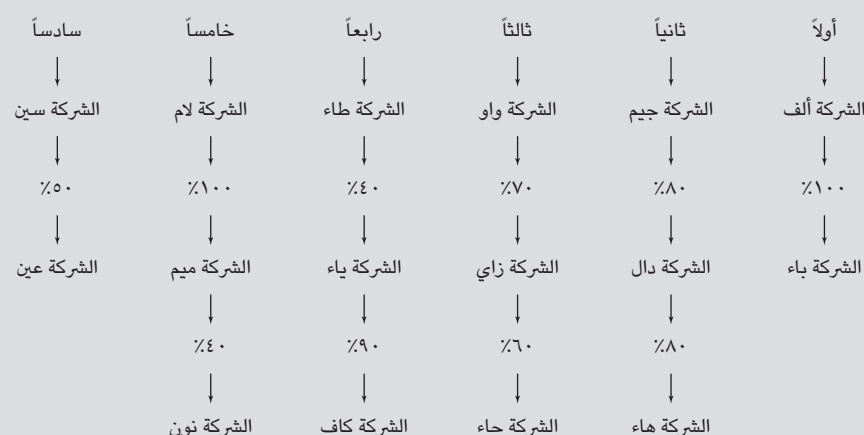 أولاً ثانياً ثالثاً رابعاً خامساً سادساً
الشركة ألف الشركة جيم الشركة واو الشركة طاء الشركة لام الشركة سين
٪١٠٠ ٪٨٠ ٪٧٠ ٪٤٠ ٪١٠٠ ٪٥٠
الشركة باء الشركة دال الشركة زاي الشركة ياء الشركة ميم الشركة عين
٪٨٠ ٪٦٠ ٪٩٠ ٪٤٠
الشركة هاء الشركة حاء الشركة كاف الشركة نون